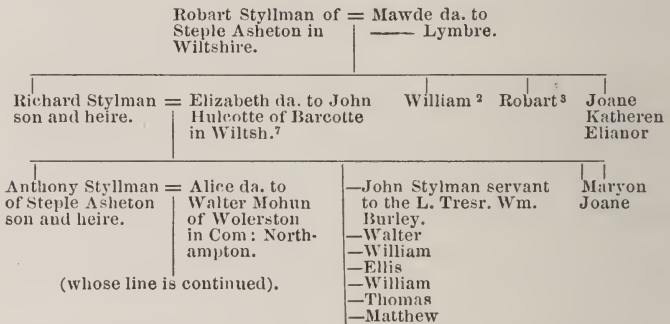 Robart Styllman of = Mawde da. to
Steple Asheton in —— Lymbre.
Wiltshire.
Richard Stylman = Elizabeth da. to John William 2 Robart 3 Joane
son and heire. Hulcotte of Barcotte Katheren
in Wiltsh.7 Elianor
Anthony Styllman = Alice da. to —John Stylman servant Maryon
of Steple Asheton Walter Mohun to the L. Tresr. Wm. Joane
son and heire. of Wolerston Burley.
in Com: North- —Walter
ampton. —William
—Ellis
(whose line is continued). —William
—Thomas
—Matthew